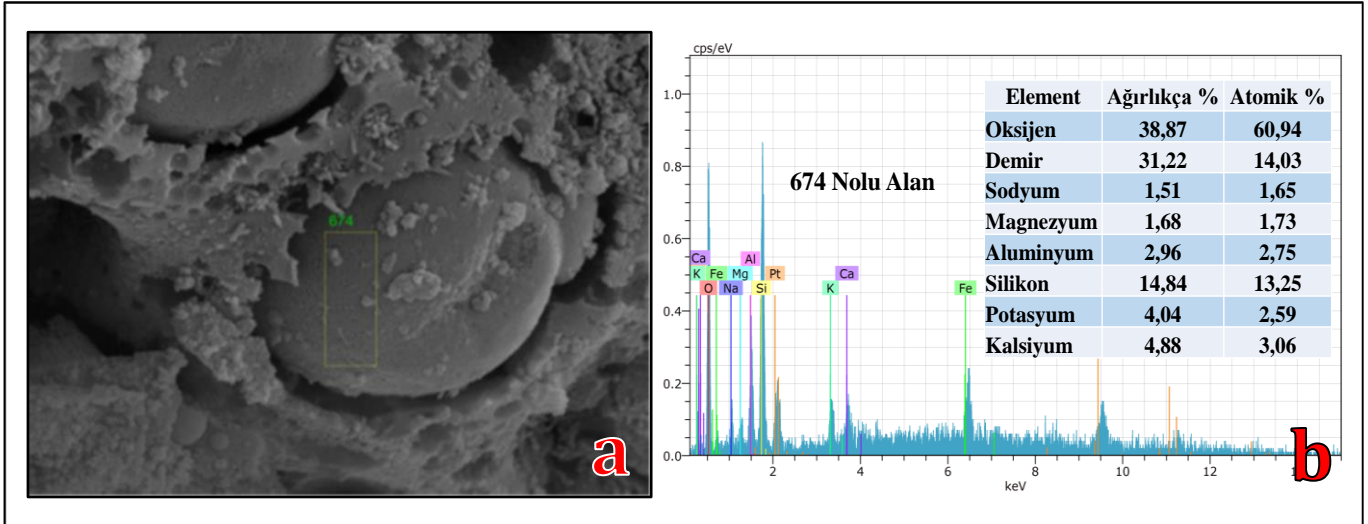 674
a
cps/eV
1.0
0.8
0.6
0.4
0.2
0.0
674 Nolu Alan
Ca Al
K Fe Mg Pt Ca
O Na Si K Fe
2 4 6 8 10 12
keV
Element Ağırlıkça % Atomik %
Oksijen 38,87 60,94
Demir 31,22 14,03
Sodyum 1,51 1,65
Magnezyum 1,68 1,73
Aluminyum 2,96 2,75
Silikon 14,84 13,25
Potasyum 4,04 2,59
Kalsiyum 4,88 3,06
b